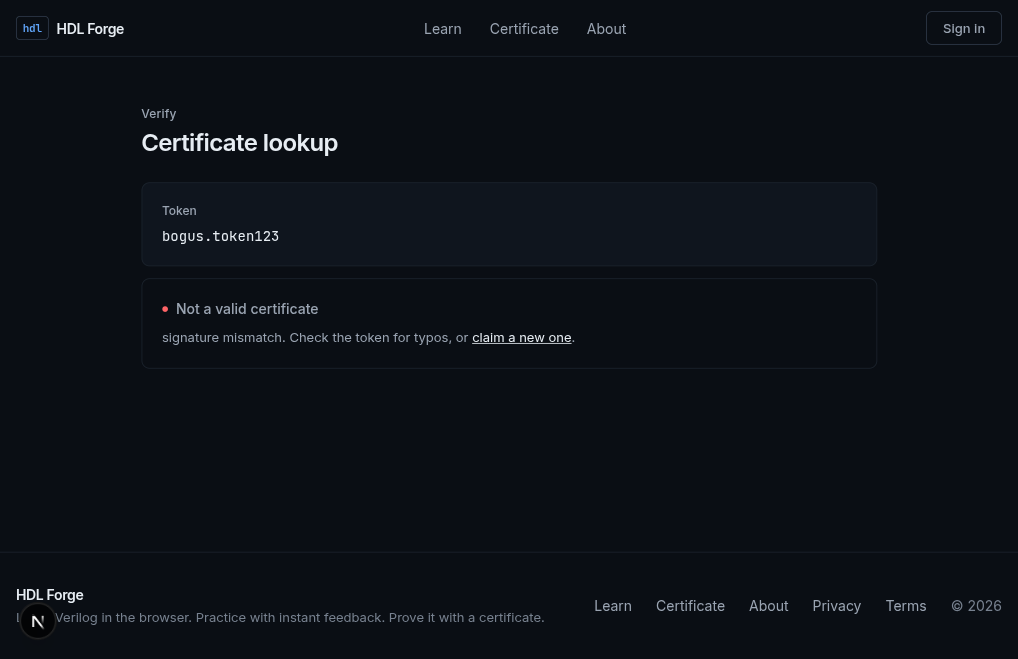 hdl HDL Forge Learn Certificate About Sign in
Verify
Certificate lookup
Token
bogus.token123
Not a valid certificate
signature mismatch. Check the token for typos, or claim a new one.
HDL Forge
Verilog in the browser. Practice with instant feedback. Prove it with a certificate.
Learn Certificate About Privacy Terms © 2026
N